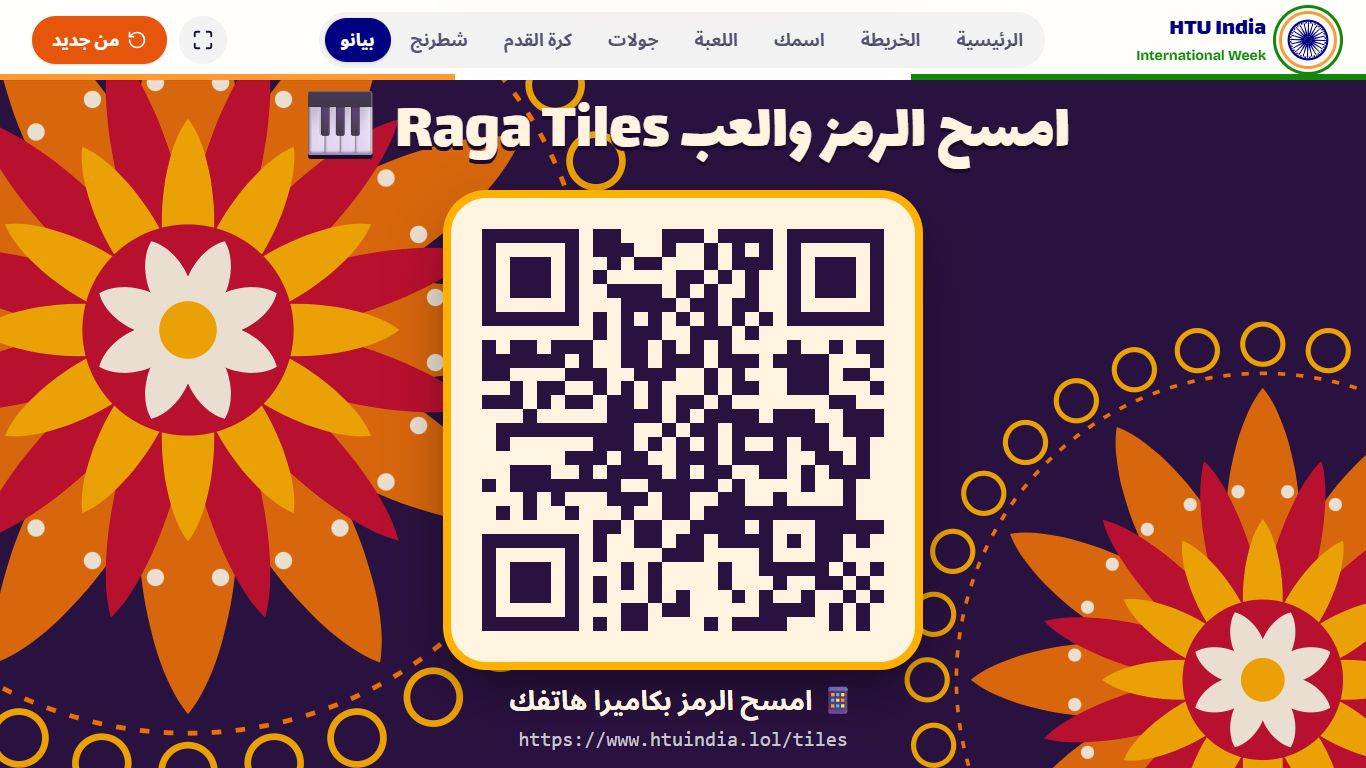 HTU India
International Week
الرئيسية
الخريطة
اسمك
اللعبة
جولات
كرة القدم
شطرنج
بيانو
من جديد
امسح الرمز والعب Raga Tiles
امسح الرمز بكاميرا هاتفك
https://www.htuindia.lol/tiles